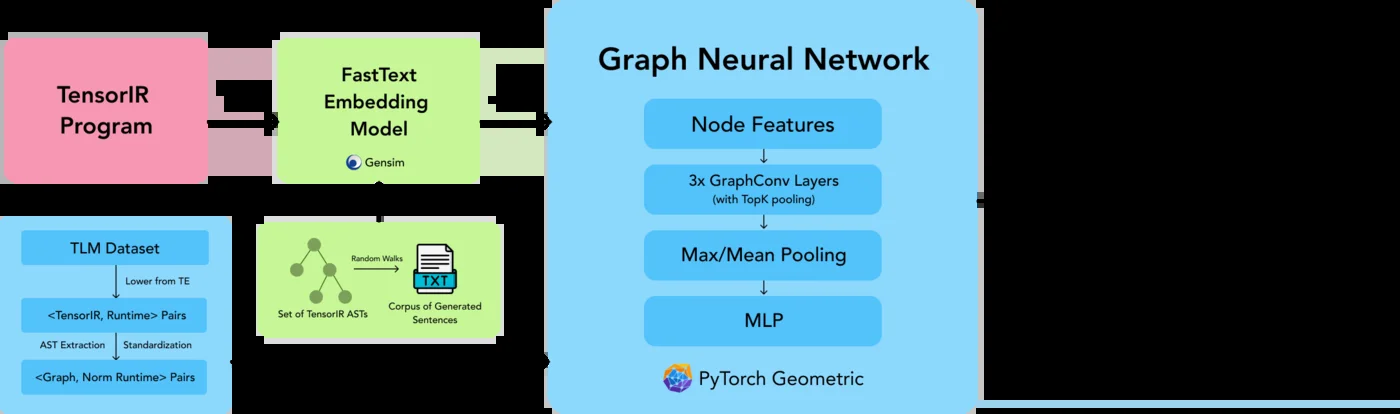 TensorIR
Program
FastText
Embedding
Model
Gensim
Graph Neural Network
Node Features
3x GraphConv Layers
(with TopK pooling)
Max/Mean Pooling
MLP
PyTorch Geometric
TLM Dataset
Lower from TE
<TensorIR, Runtime> Pairs
AST Extraction
Standardization
<Graph, Norm Runtime> Pairs
Random Walks
TXT
Set of TensorIR ASTs
Corpus of Generated
Sentences